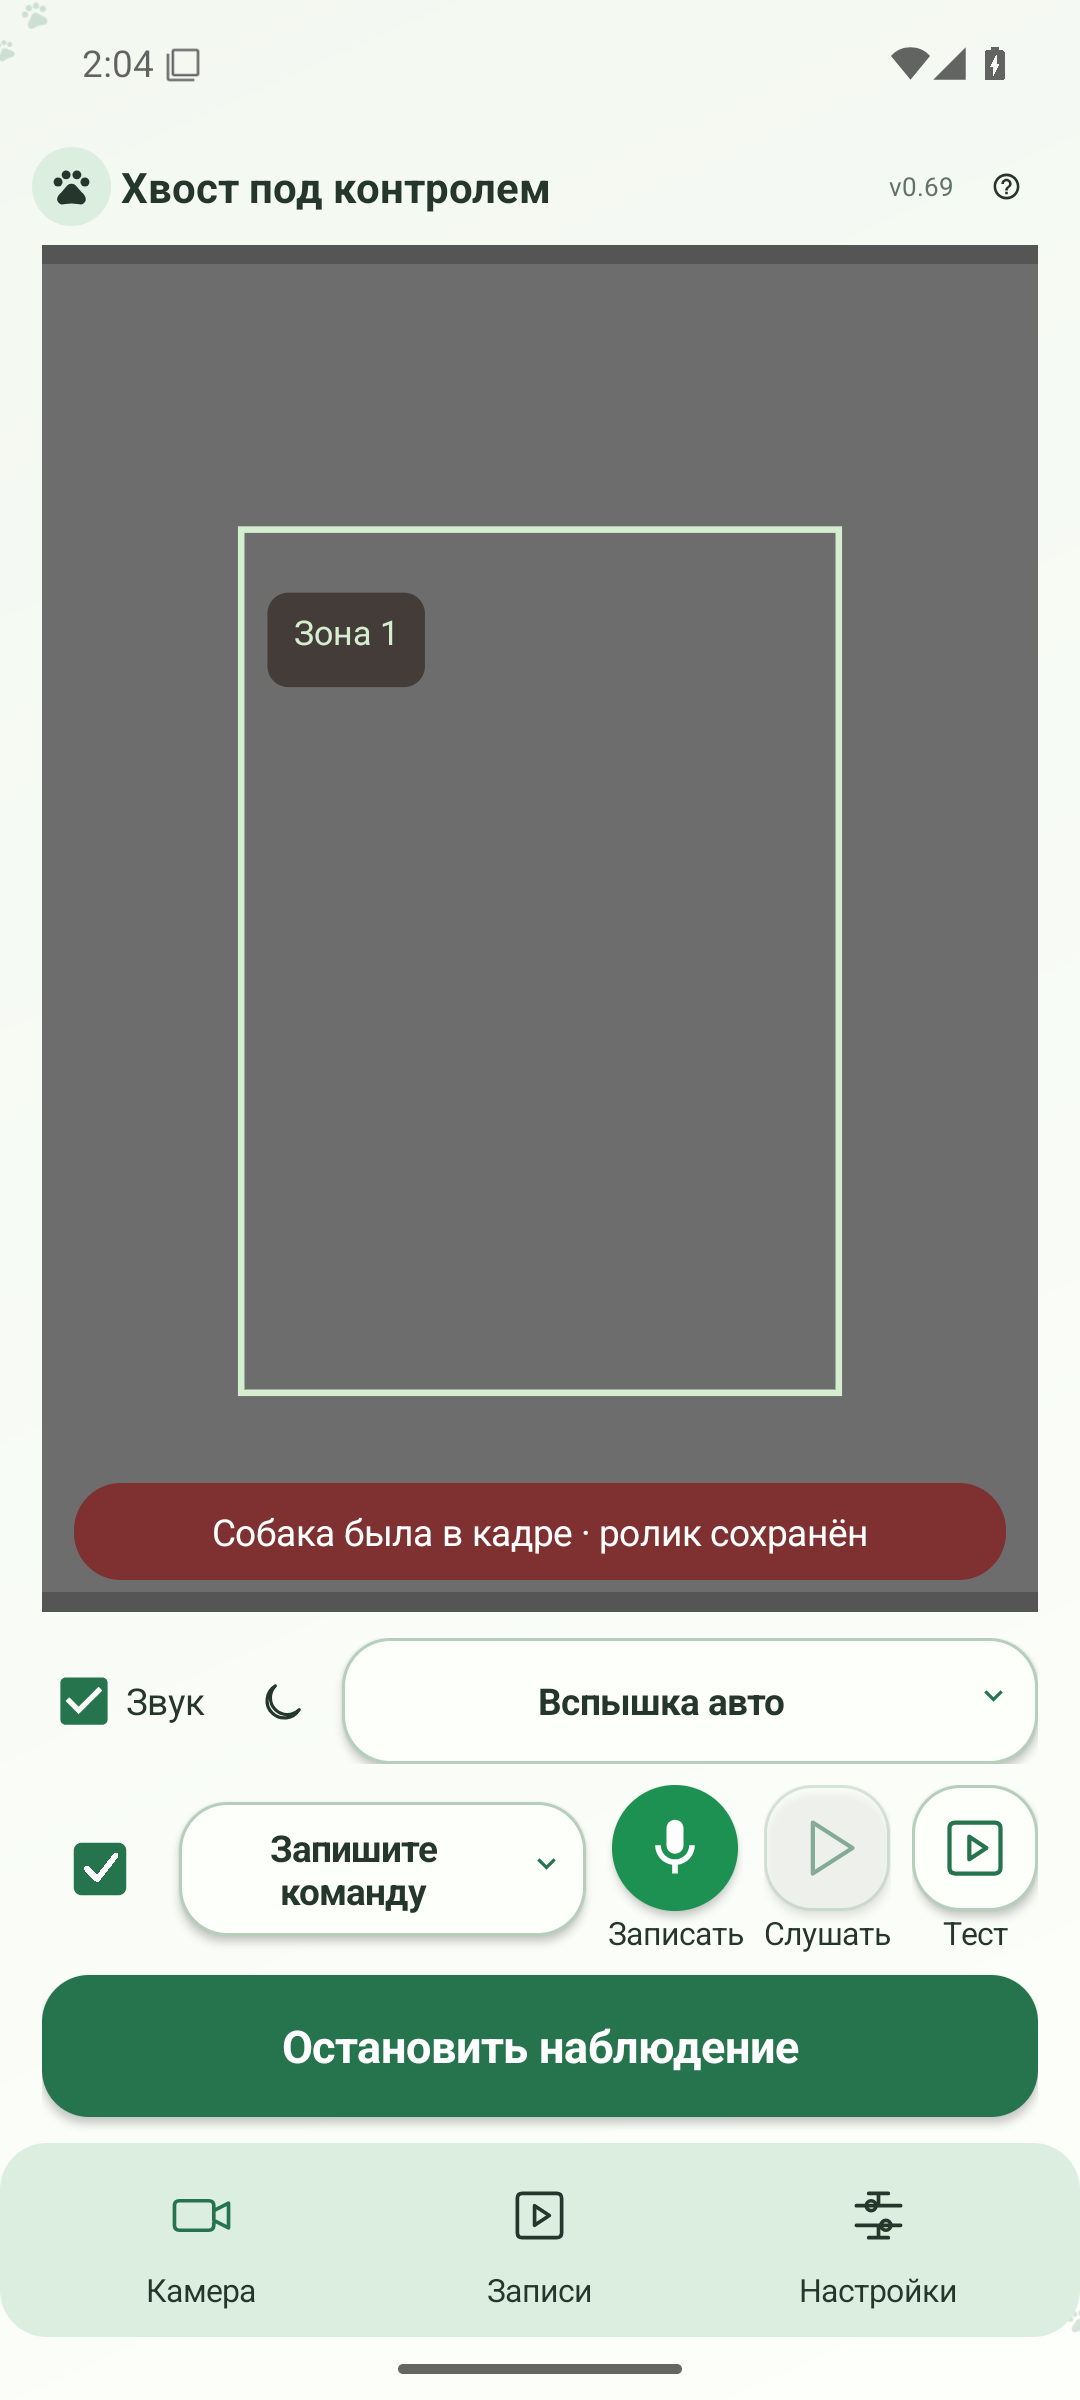 2:04
Хвост под контролем
v0.69
Зона 1
Собака была в кадре · ролик сохранён
Звук
Вспышка авто
Запишите
команду
Записать
Слушать
Тест
Остановить наблюдение
Камера
Записи
Настройки